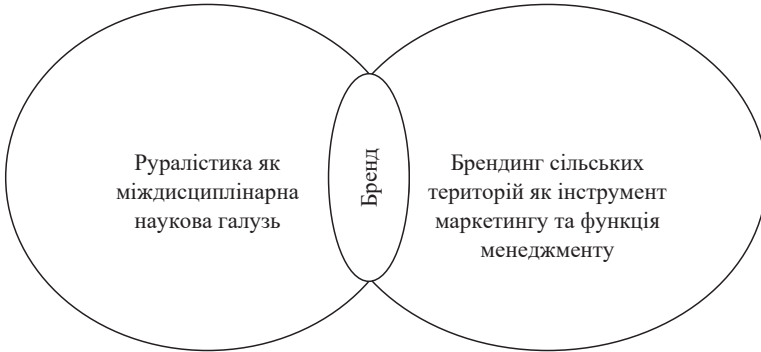 Руралістика як
міждисциплінарна
наукова галузь
Бренд
Брендинг сільських
територій як інструмент
маркетингу та функція
менеджменту